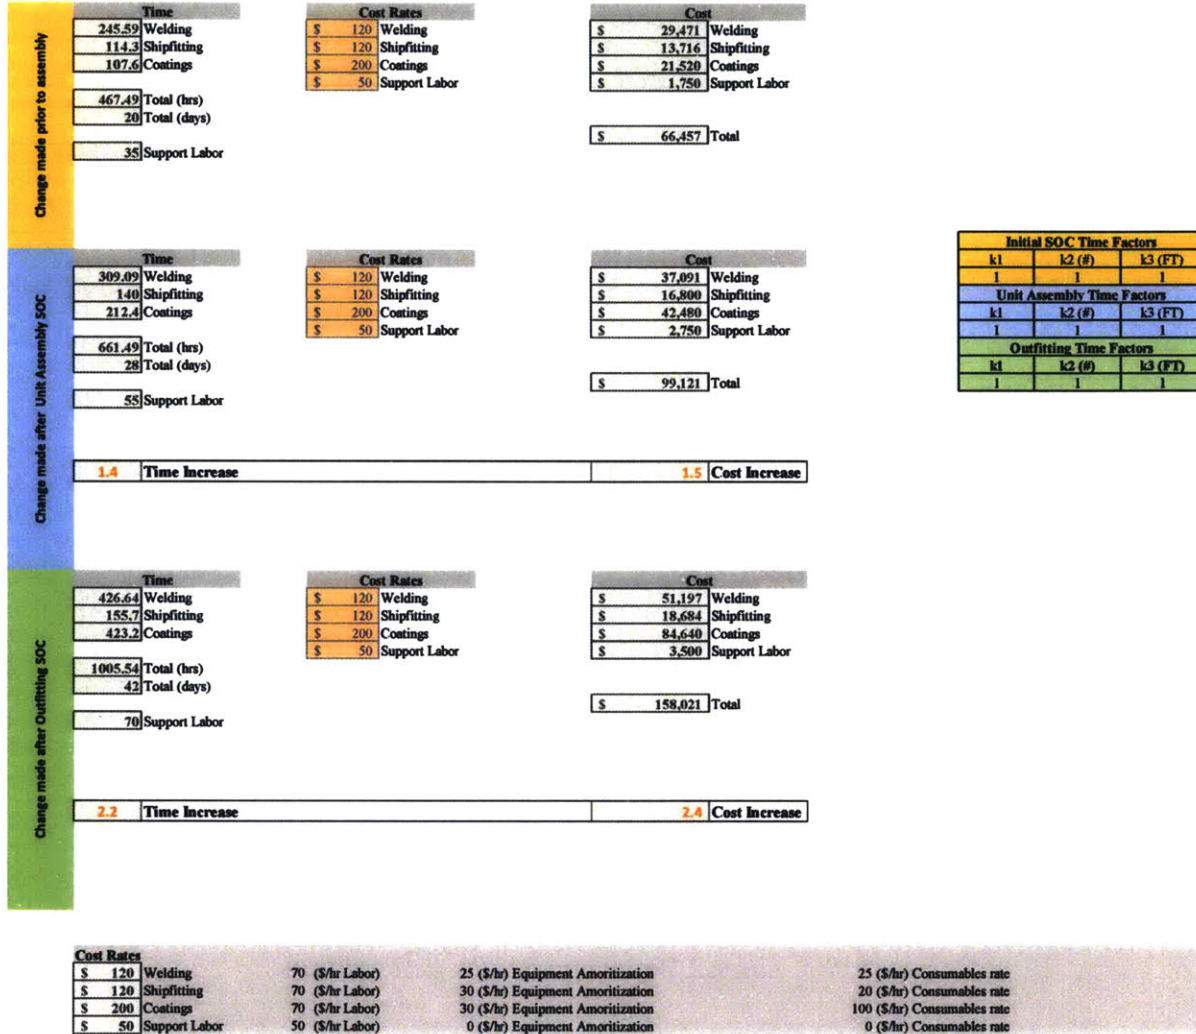 Change made prior to assembly
Time Cost Rates Cost
245.59 Welding $ 120 Welding $ 29,471 Welding
114.3 Shipfitting $ 120 Shipfitting $ 13,716 Shipfitting
107.6 Coatings $ 200 Coatings $ 21,520 Coatings
$ 50 Support Labor $ 1,750 Support Labor
467.49 Total (hrs)
20 Total (days)
$ 66,457 Total
35 Support Labor
Initial SOC Time Factors
k1 k2 (#) k3 (FT)
1 1 1
Unit Assembly Time Factors
k1 k2 (#) k3 (FT)
1 1 1
Outfitting Time Factors
k1 k2 (#) k3 (FT)
1 1 1
Change made after Unit Assembly SOC
Time Cost Rates Cost
309.09 Welding $ 120 Welding $ 37,091 Welding
140 Shipfitting $ 120 Shipfitting $ 16,800 Shipfitting
212.4 Coatings $ 200 Coatings $ 42,480 Coatings
$ 50 Support Labor $ 2,750 Support Labor
661.49 Total (hrs)
28 Total (days)
$ 99,121 Total
55 Support Labor
1.4 Time Increase 1.5 Cost Increase
Change made after Outfitting SOC
Time Cost Rates Cost
426.64 Welding $ 120 Welding $ 51,197 Welding
155.7 Shipfitting $ 120 Shipfitting $ 18,684 Shipfitting
423.2 Coatings $ 200 Coatings $ 84,640 Coatings
$ 50 Support Labor $ 3,500 Support Labor
1005.54 Total (hrs)
42 Total (days)
$ 158,021 Total
70 Support Labor
2.2 Time Increase 2.4 Cost Increase
Cost Rates
$ 120 Welding 70 ($/hr Labor) 25 ($/hr) Equipment Amoritization 25 ($/hr) Consumables rate
$ 120 Shipfitting 70 ($/hr Labor) 30 ($/hr) Equipment Amoritization 20 ($/hr) Consumables rate
$ 200 Coatings 70 ($/hr Labor) 30 ($/hr) Equipment Amoritization 100 ($/hr) Consumables rate
$ 50 Support Labor 50 ($/hr Labor) 0 ($/hr) Equipment Amoritization 0 ($/hr) Consumables rate